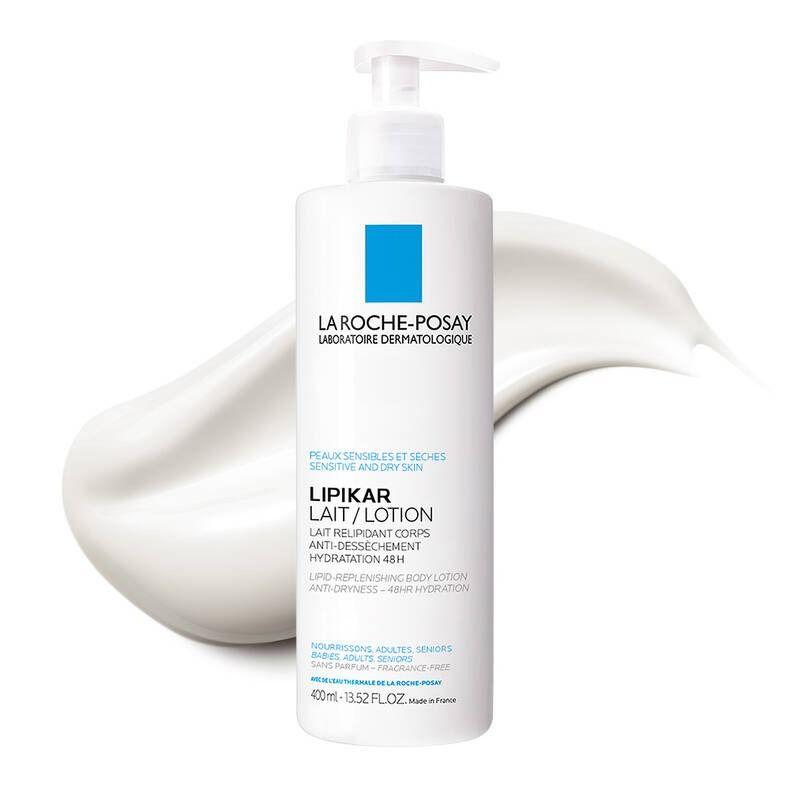 LA ROCHE-POSAY
LABORATOIRE DERMATOLOGIQUE
PEAUX SENSIBLES ET SÈCHES
SENSITIVE AND DRY SKIN
LIPIKAR
LAIT / LOTION
LAIT RELIPIDANT CORPS
ANTI-DESSÈCHEMENT
HYDRATATION 48H
LIPID-REPLENISHING BODY LOTION
ANTI-DRYNESS – 48HR HYDRATION
NOURRISSONS, ADULTES, SENIORS
BABIES, ADULTS, SENIORS
SANS PARFUM – FRAGRANCE-FREE
AVEC DE L'EAU THERMALE DE LA ROCHE-POSAY
400 ml - 13.52 FL.OZ. Made in France